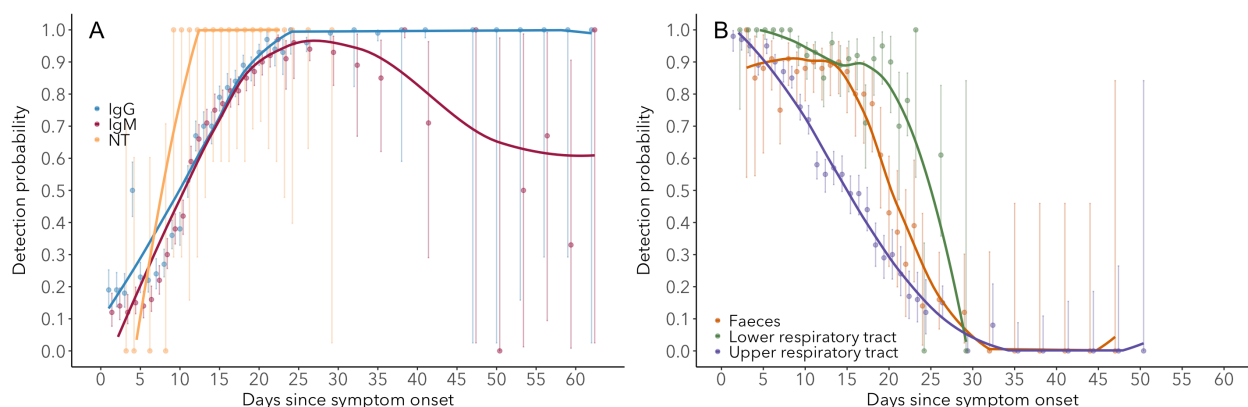 A
1.0
0.9
0.8
0.7
0.6
0.5
0.4
0.3
0.2
0.1
0.0
Detection probability
IgG
IgM
NT
0 5 10 15 20 25 30 35 40 45 50 55 60
Days since symptom onset
B
1.0
0.9
0.8
0.7
0.6
0.5
0.4
0.3
0.2
0.1
0.0
Detection probability
Faeces
Lower respiratory tract
Upper respiratory tract
0 5 10 15 20 25 30 35 40 45 50 55 60
Days since symptom onset